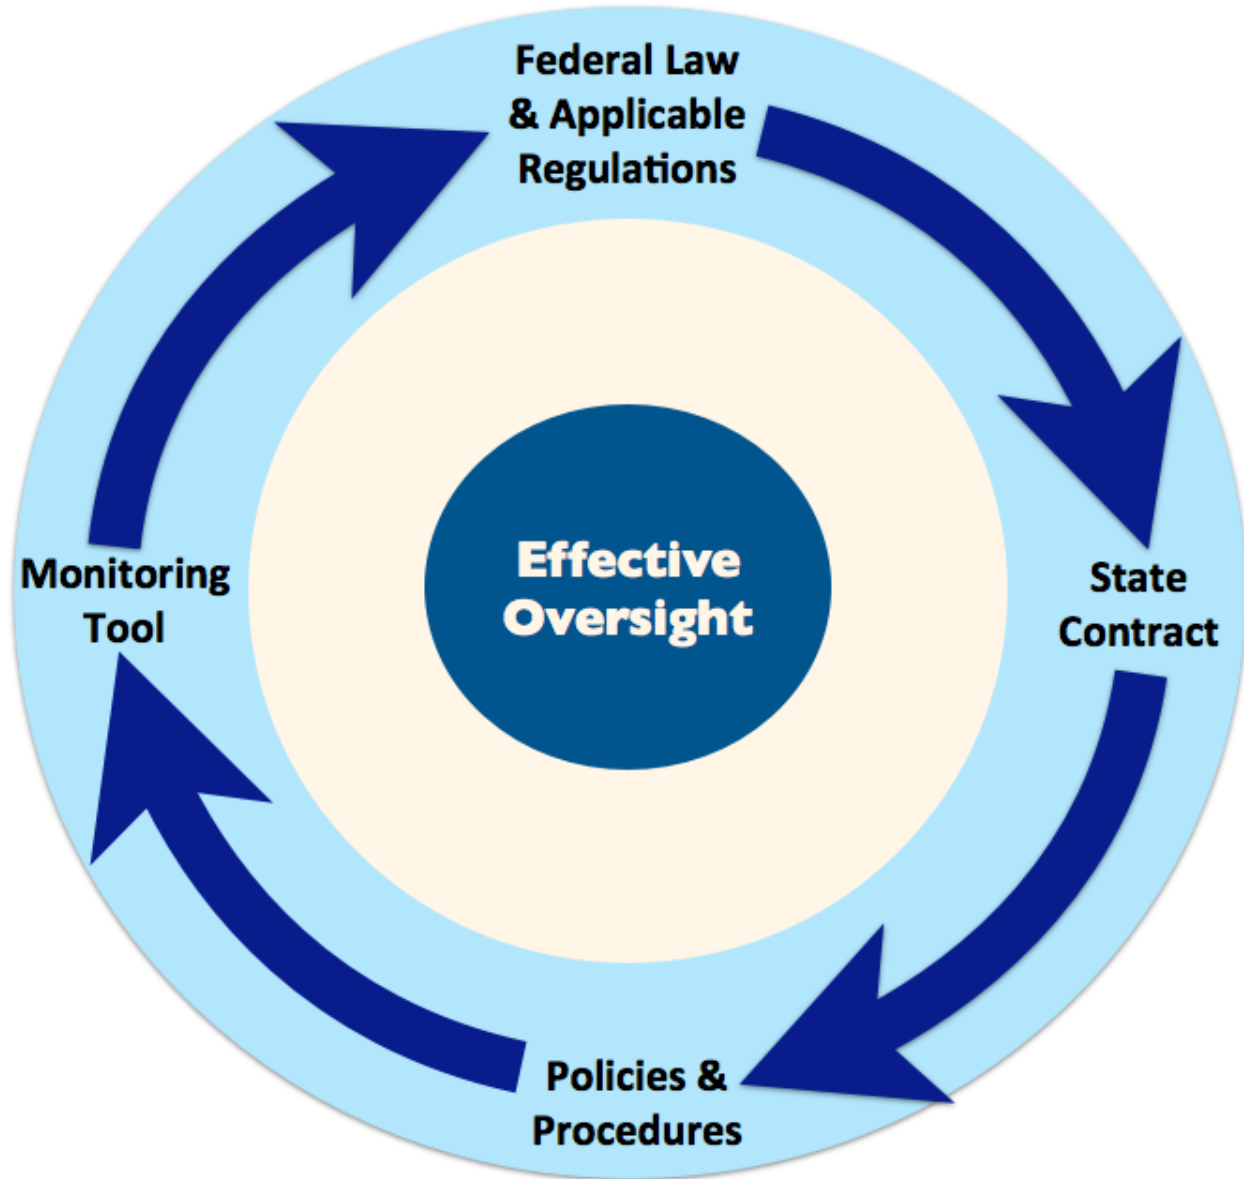 Federal Law
& Applicable
Regulations
Effective
Oversight
Monitoring
Tool
State
Contract
Policies &
Procedures